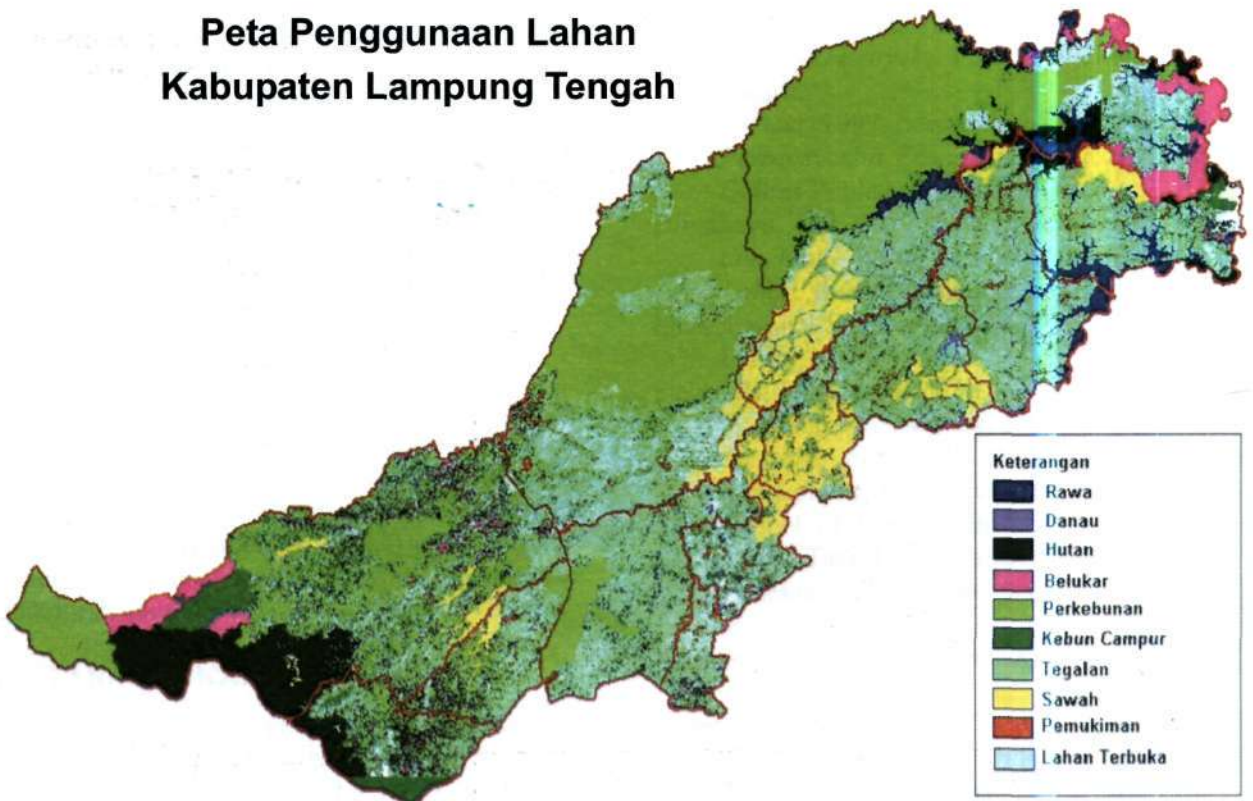 Peta Penggunaan Lahan
Kabupaten Lampung Tengah
Keterangan
Rawa
Danau
Hutan
Belukar
Perkebunan
Kebun Campur
Tegalan
Sawah
Pemukiman
Lahan Terbuka